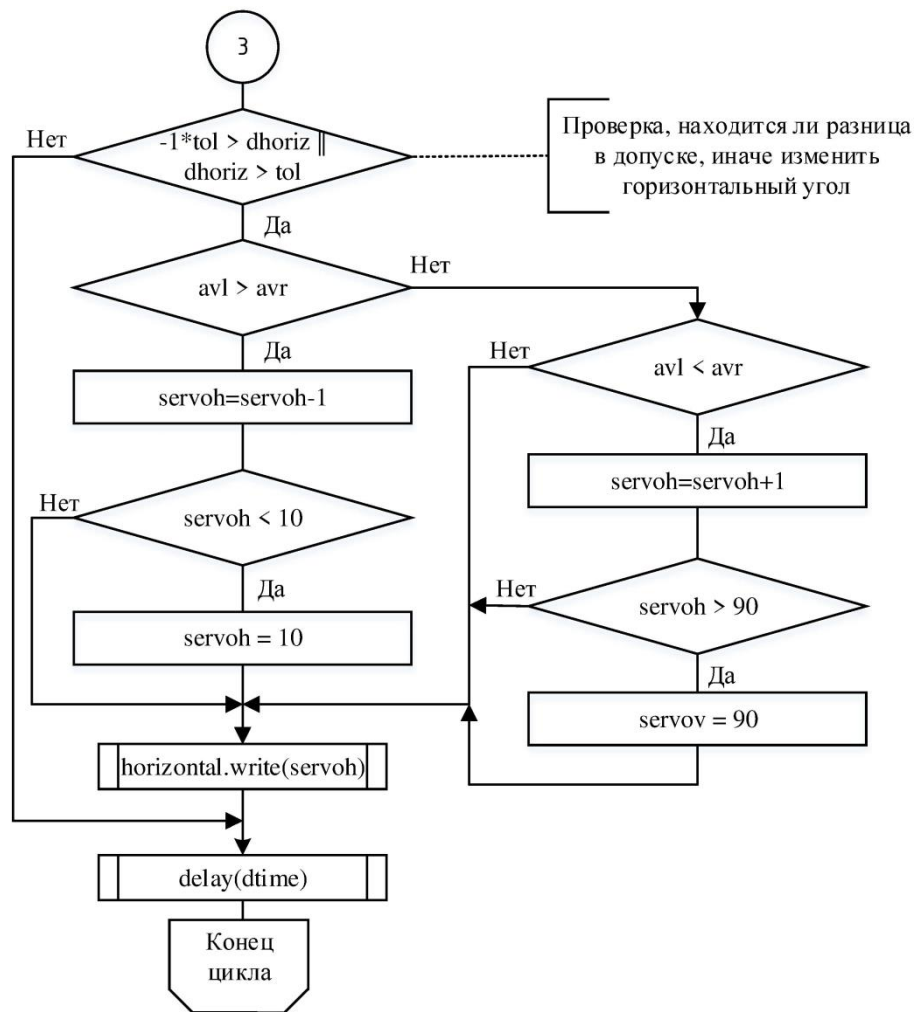 3
Нет
-1*tol > dhoriz ||
dhoriz > tol
Проверка, находится ли разница
в допуске, иначе изменить
горизонтальный угол
Да
avl > avr
Нет
Да
servoh=servoh-1
Нет
avl < avr
Да
servoh=servoh+1
Нет
servoh < 10
Да
servoh = 10
Нет
servoh > 90
Да
servov = 90
horizontal.write(servoh)
delay(dtime)
Конец
цикла